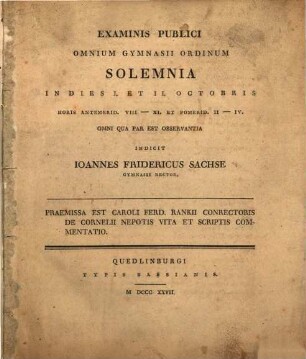 EXAMINIS PUBLICI
OMNIUM GYMNASII ORDINUM
SOLEMNIA
IN DIES I. ET II. OCTOBRIS
HORIS ANTEMERID. VIII — XI. ET POMERID. II — IV.
OMNI QUA PAR EST OBSERVANTIA
INDICIT
IOANNES FRIDERICUS SACHSE
GYMNASII RECTOR.
PRAEMISSA EST CAROLI FERD. RANKII CONRECTORIS
DE CORNELII NEPOTIS VITA ET SCRIPTIS COM-
MENTATIO.
QUEDLINBURGI
TYPIS BASSIANIS.
M DCCC XXVII.